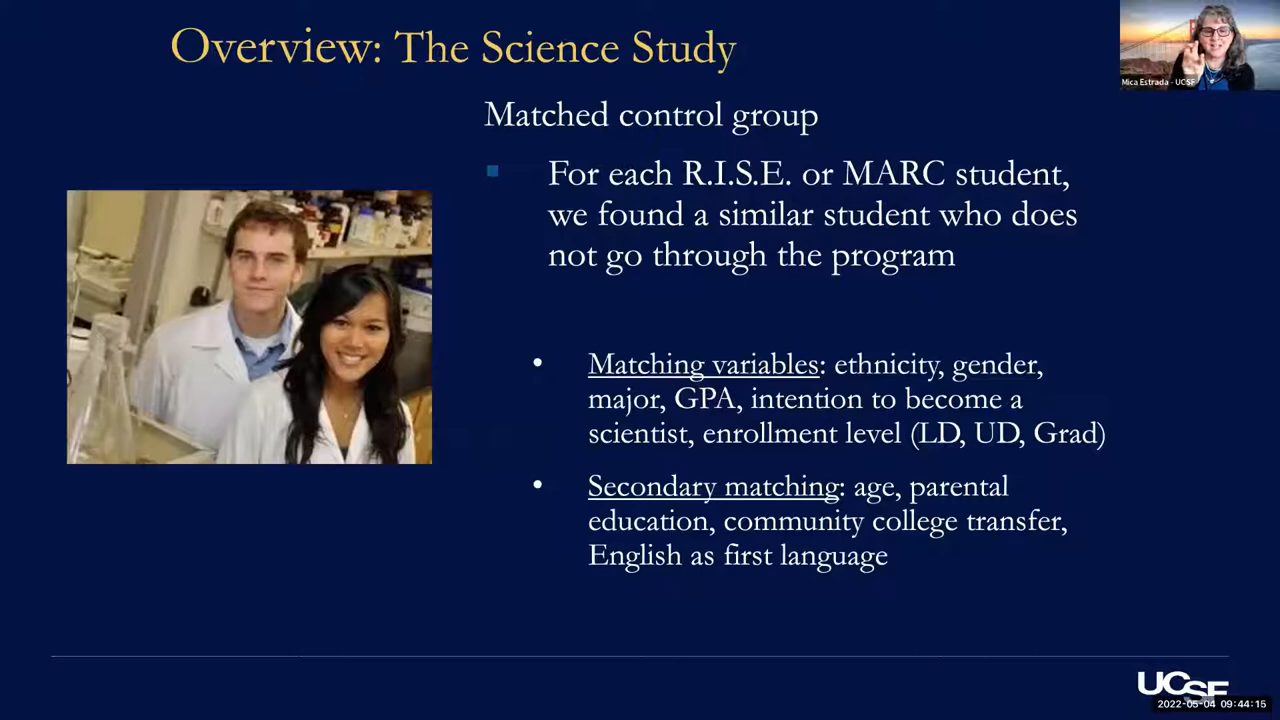 Overview: The Science Study
Mica Estrada - UCSF
Matched control group
For each R.I.S.E. or MARC student,
we found a similar student who does
not go through the program
Matching variables: ethnicity, gender,
major, GPA, intention to become a
scientist, enrollment level (LD, UD, Grad)
Secondary matching: age, parental
education, community college transfer,
English as first language
UCSF
2022-05-04 09:44:15